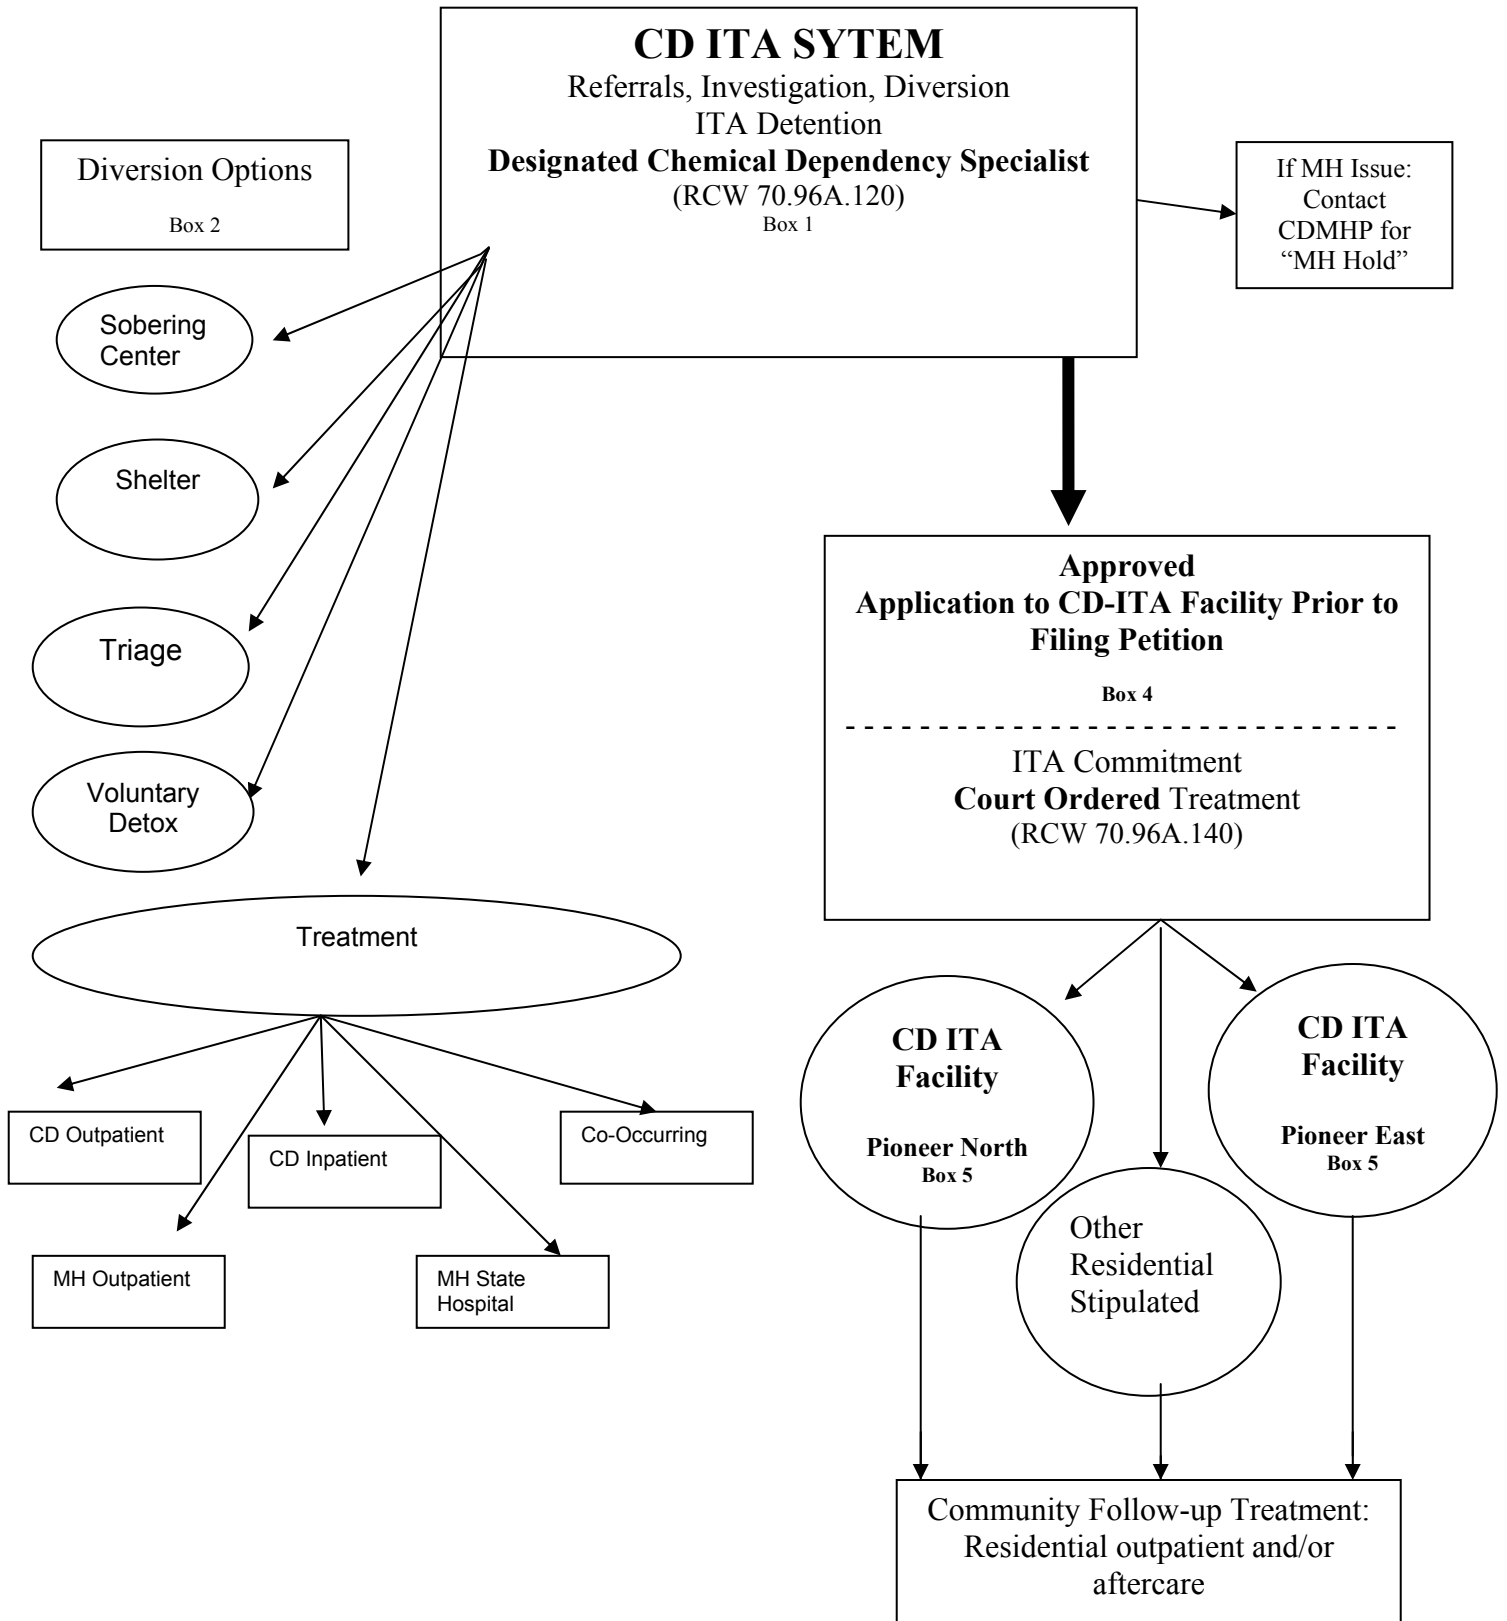 CD ITA SYTEM
Referrals, Investigation, Diversion
ITA Detention
Designated Chemical Dependency Specialist
(RCW 70.96A.120)
Box 1
Diversion Options
Box 2
If MH Issue:
Contact
CDMHP for
“MH Hold”
Sobering
Center
Shelter
Triage
Voluntary
Detox
Treatment
CD Outpatient
CD Inpatient
Co-Occurring
MH Outpatient
MH State
Hospital
Approved
Application to CD-ITA Facility Prior to
Filing Petition
Box 4
ITA Commitment
Court Ordered Treatment
(RCW 70.96A.140)
CD ITA
Facility
Pioneer North
Box 5
Other
Residential
Stipulated
CD ITA
Facility
Pioneer East
Box 5
Community Follow-up Treatment:
Residential outpatient and/or
aftercare